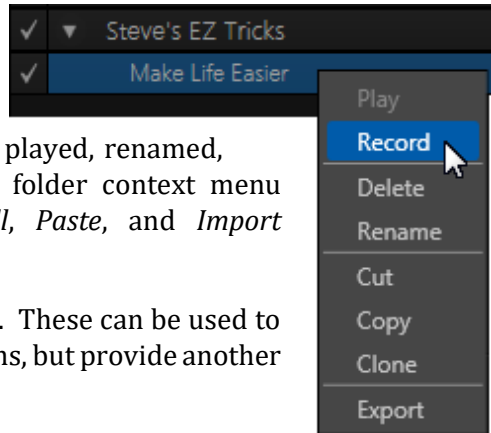 Steve's EZ Tricks
Make Life Easier
Play
Record
Delete
Rename
Cut
Copy
Clone
Export
played, renamed,
folder context menu
Paste, and Import
. These can be used to
but provide another